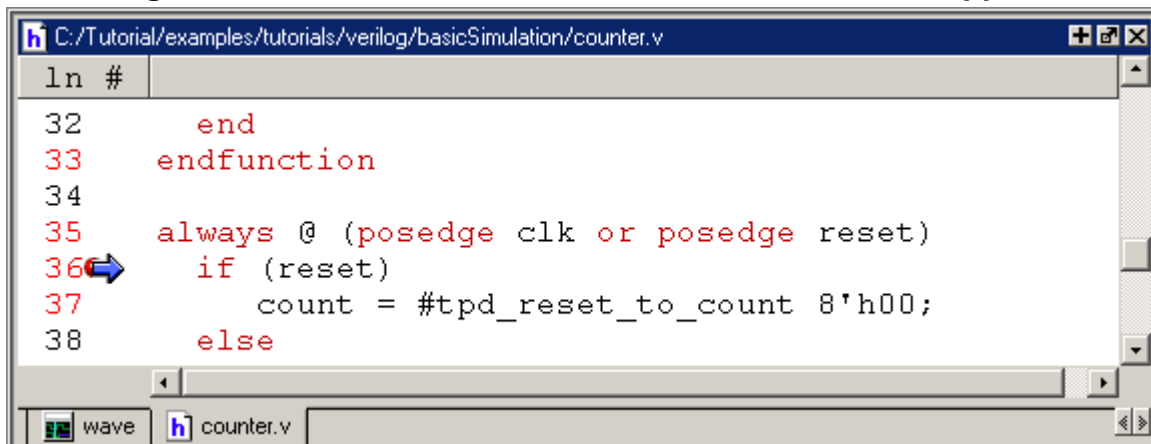 h C:/Tutorial/examples/tutorials/verilog/basicSimulation/counter.v
ln #
32 end
33 endfunction
34
35 always @ (posedge clk or posedge reset)
36 if (reset)
37 count = #tpd_reset_to_count 8'h00;
38 else
wave h counter.v